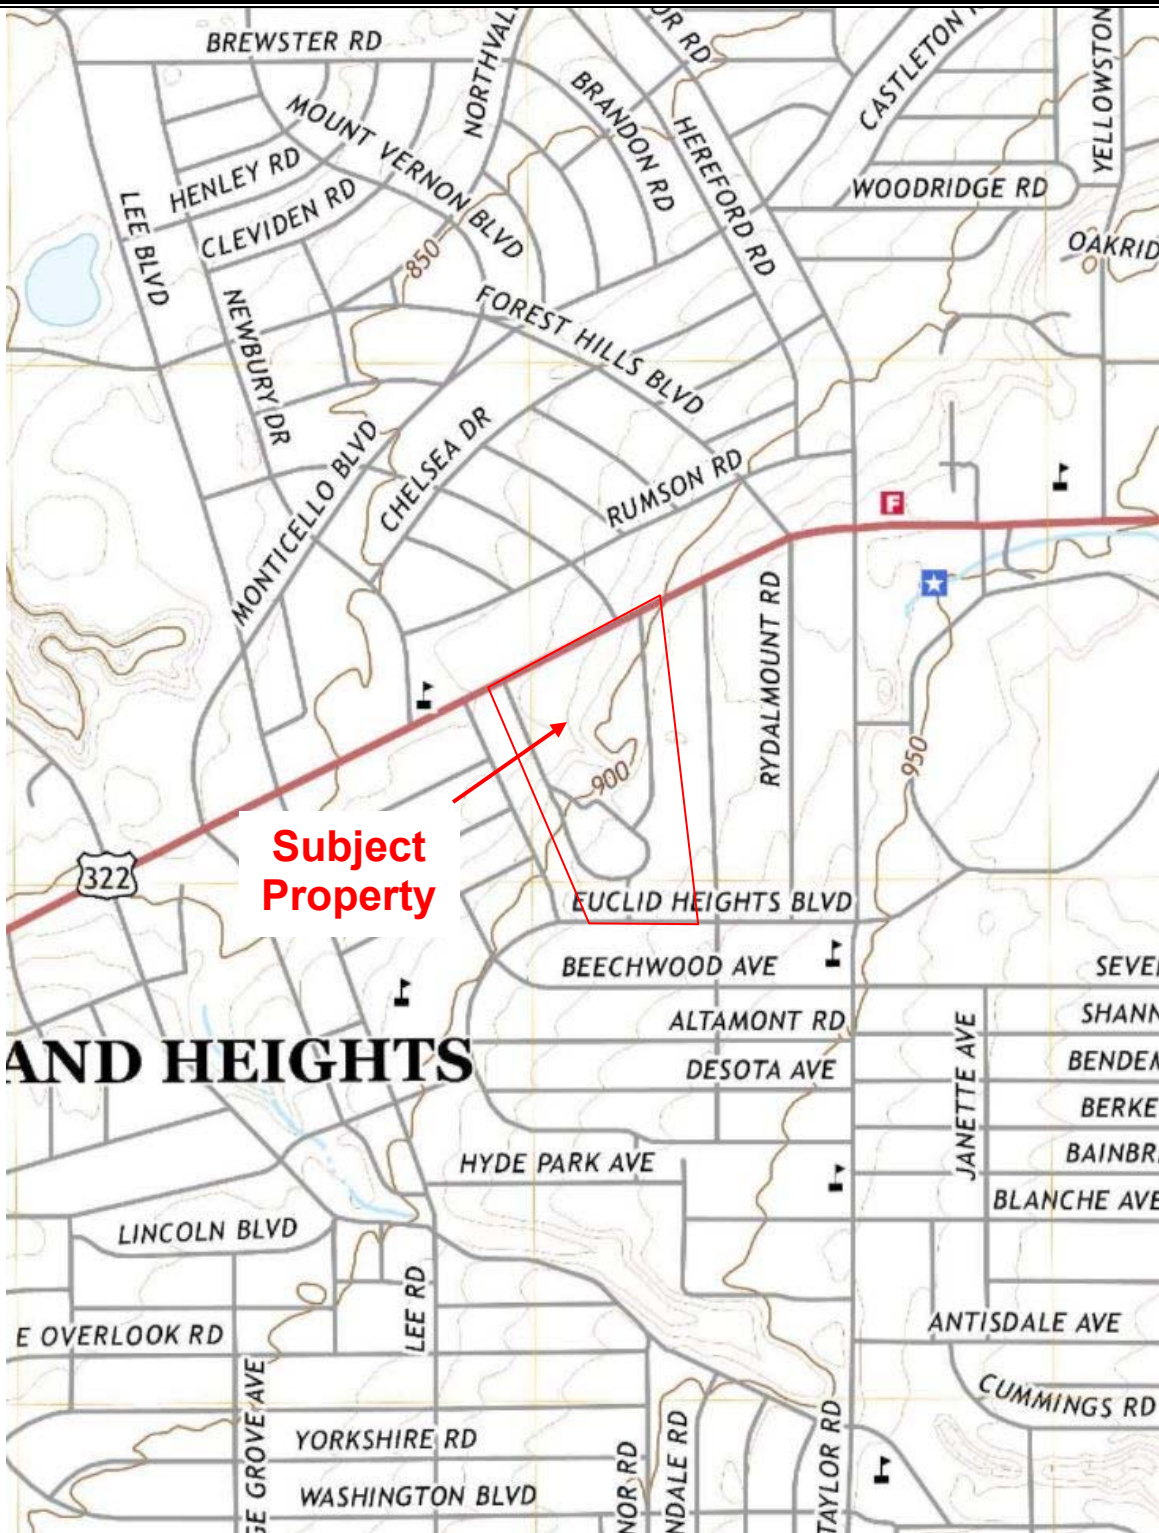 BREWSTER RD
NORTHVAL
OR RD
CASTLETON
YELLOWSTON
MOUNT VERNON BLVD
BRANDON RD
HEREFORD RD
HENLEY RD
WOODRIDGE RD
LEE BLVD
CLEVIDEN RD
850
OAKRID
NEWBURY DR
FOREST HILLS BLVD
MONTICELLO BLVD
CHELSEA DR
RUMSON RD
F
RYDALMOUNT RD
900
950
Subject
Property
322
EUCLID HEIGHTS BLVD
BEECHWOOD AVE
SEVE
ALTAMONT RD
SHANN
AND HEIGHTS
JANETTE AVE
DESOTA AVE
BENDEM
BERKE
HYDE PARK AVE
BAINBR
BLANCHE AVE
LINCOLN BLVD
LEE RD
E OVERLOOK RD
ANTISDALE AVE
GE GROVE AVE
CUMMINGS RD
YORKSHIRE RD
NOR RD
NDALE RD
TAYLOR RD
WASHINGTON BLVD